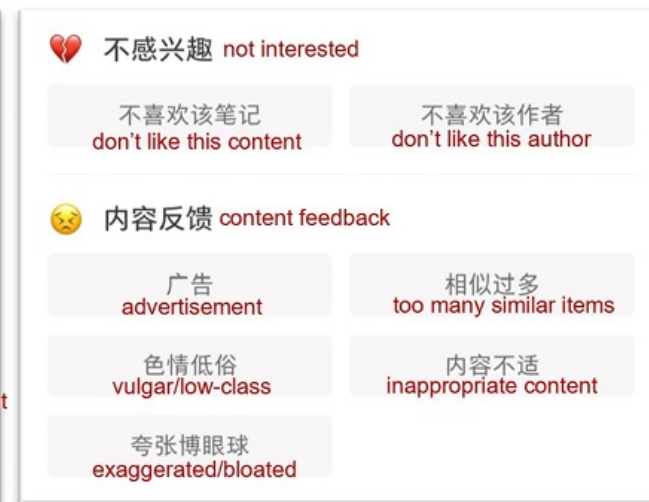 不感兴趣 not interested
不喜欢该笔记
don't like this content
不喜欢该作者
don't like this author
内容反馈 content feedback
广告
advertisement
相似过多
too many similar items
色情低俗
vulgar/low-class
内容不适
inappropriate content
夸张博眼球
exaggerated/bloated
t